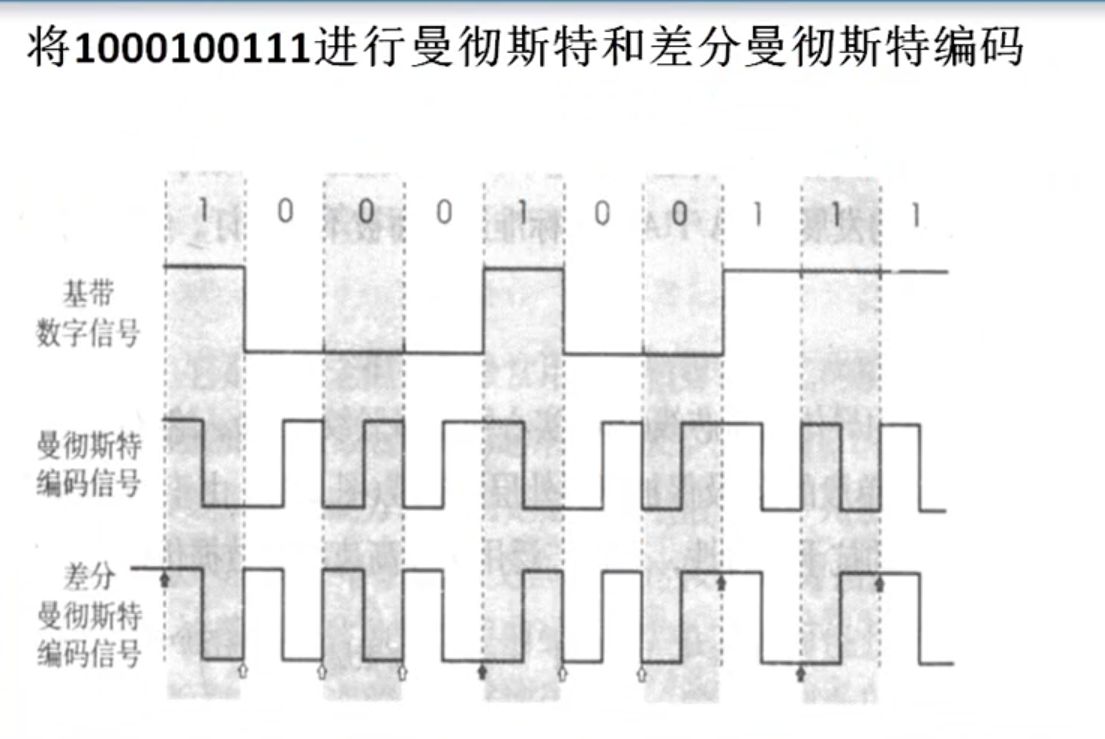 将1000100111进行曼彻斯特和差分曼彻斯特编码
1 0 0 0 1 0 0 1 1 1
基带
数字信号
曼彻斯特
编码信号
差分
曼彻斯特
编码信号